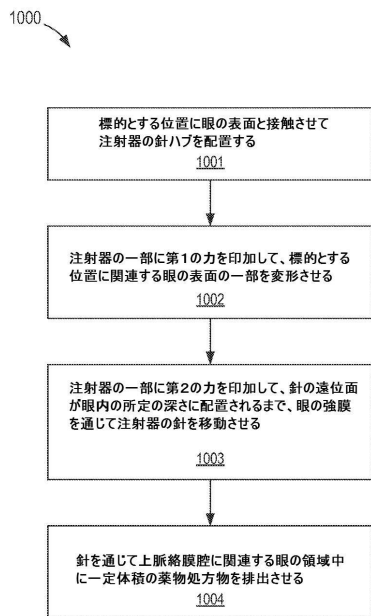 1000
標的とする位置に眼の表面と接触させて
注射器の針ハブを配置する
1001
注射器の一部に第1の力を印加して、標的とする
位置に関連する眼の表面の一部を変形させる
1002
注射器の一部に第2の力を印加して、針の遠位面
が眼内の所定の深さに配置されるまで、眼の強膜
を通じて注射器の針を移動させる
1003
針を通じて上脈絡膜腔に関連する眼の領域中
に一定体積の薬物処方物を排出させる
1004